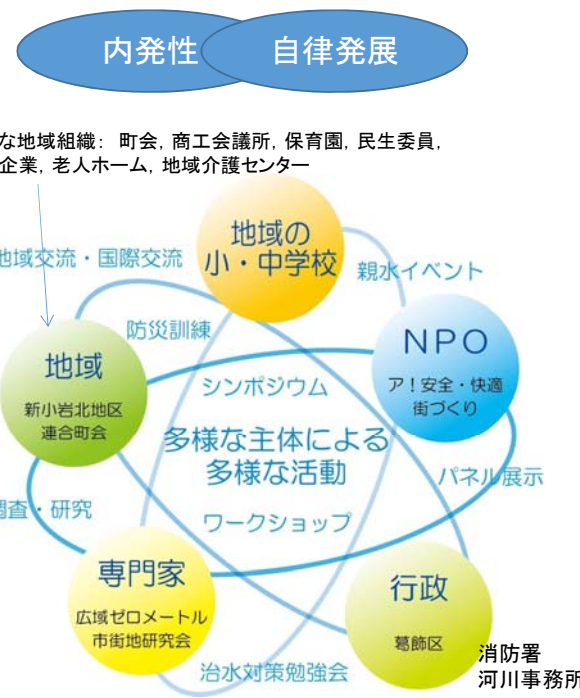 内発性
自律発展
な地域組織： 町会, 商工会議所, 保育園, 民生委員,
企業, 老人ホーム, 地域介護センター
地域の
小・中学校
地域交流・国際交流
親水イベント
防災訓練
NPO
ア！安全・快適
街づくり
地域
新小岩北地区
連合町会
シンポジウム
多様な主体による
多様な活動
パネル展示
調査・研究
ワークショップ
専門家
広域ゼロメートル
市街地研究会
行政
葛飾区
消防署
河川事務所
治水対策勉強会